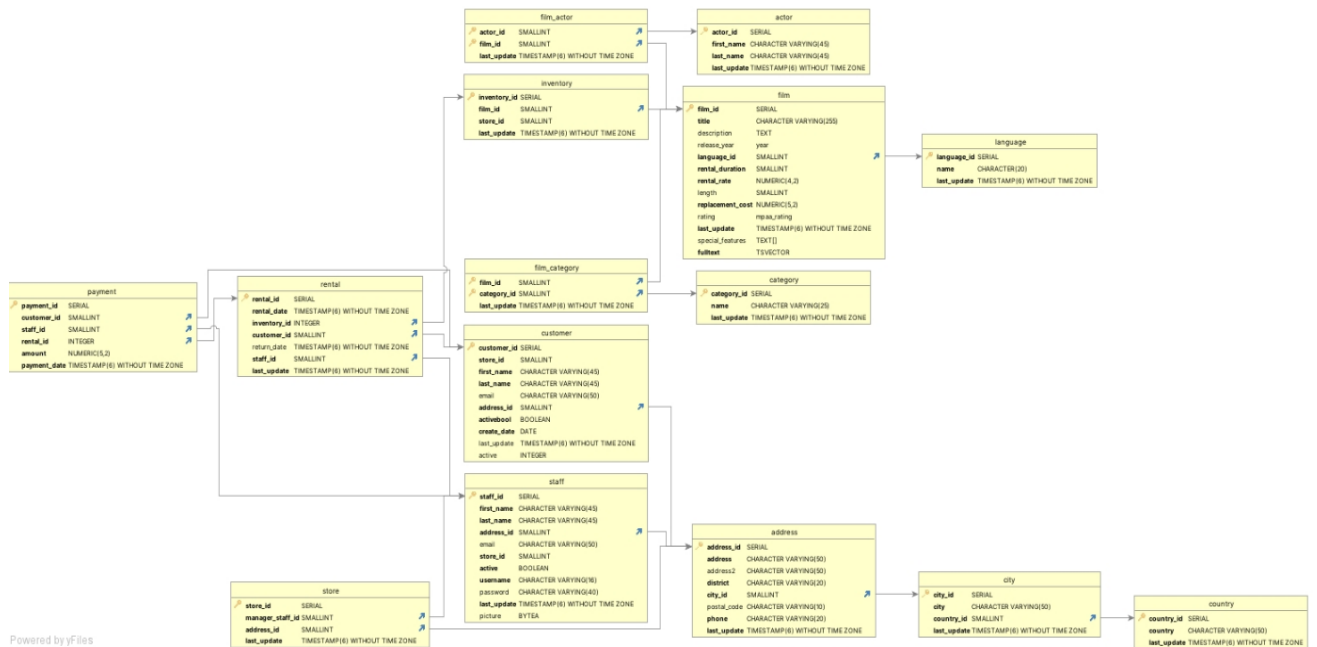 film_actor
actor_id SMALLINT
film_id SMALLINT
last_update TIMESTAMP(6) WITHOUT TIME ZONE
actor
actor_id SERIAL
first_name CHARACTER VARYING(45)
last_name CHARACTER VARYING(45)
last_update TIMESTAMP(6) WITHOUT TIME ZONE
inventory
inventory_id SERIAL
film_id SMALLINT
store_id SMALLINT
last_update TIMESTAMP(6) WITHOUT TIME ZONE
film
film_id SERIAL
title CHARACTER VARYING(255)
description TEXT
release_year year
language_id SMALLINT
rental_duration SMALLINT
rental_rate NUMERIC(4,2)
length SMALLINT
replacement_cost NUMERIC(5,2)
rating mpaa_rating
last_update TIMESTAMP(6) WITHOUT TIME ZONE
special_features TEXT[]
fulltext TSVECTOR
language
language_id SERIAL
name CHARACTER(20)
last_update TIMESTAMP(6) WITHOUT TIME ZONE
film_category
film_id SMALLINT
category_id SMALLINT
last_update TIMESTAMP(6) WITHOUT TIME ZONE
category
category_id SERIAL
name CHARACTER VARYING(25)
last_update TIMESTAMP(6) WITHOUT TIME ZONE
payment
payment_id SERIAL
customer_id SMALLINT
staff_id SMALLINT
rental_id INTEGER
amount NUMERIC(5,2)
payment_date TIMESTAMP(6) WITHOUT TIME ZONE
rental
rental_id SERIAL
rental_date TIMESTAMP(6) WITHOUT TIME ZONE
inventory_id INTEGER
customer_id SMALLINT
return_date TIMESTAMP(6) WITHOUT TIME ZONE
staff_id SMALLINT
last_update TIMESTAMP(6) WITHOUT TIME ZONE
customer
customer_id SERIAL
store_id SMALLINT
first_name CHARACTER VARYING(45)
last_name CHARACTER VARYING(45)
email CHARACTER VARYING(50)
address_id SMALLINT
activebool BOOLEAN
create_date DATE
last_update TIMESTAMP(6) WITHOUT TIME ZONE
active INTEGER
staff
staff_id SERIAL
first_name CHARACTER VARYING(45)
last_name CHARACTER VARYING(45)
address_id SMALLINT
email CHARACTER VARYING(50)
store_id SMALLINT
active BOOLEAN
username CHARACTER VARYING(16)
password CHARACTER VARYING(40)
last_update TIMESTAMP(6) WITHOUT TIME ZONE
picture BYTEA
store
store_id SERIAL
manager_staff_id SMALLINT
address_id SMALLINT
last_update TIMESTAMP(6) WITHOUT TIME ZONE
address
address_id SERIAL
address CHARACTER VARYING(50)
address2 CHARACTER VARYING(50)
district CHARACTER VARYING(20)
city_id SMALLINT
postal_code CHARACTER VARYING(10)
phone CHARACTER VARYING(20)
last_update TIMESTAMP(6) WITHOUT TIME ZONE
city
city_id SERIAL
city CHARACTER VARYING(50)
country_id SMALLINT
last_update TIMESTAMP(6) WITHOUT TIME ZONE
country
country_id SERIAL
country CHARACTER VARYING(50)
last_update TIMESTAMP(6) WITHOUT TIME ZONE
Powered by yFiles